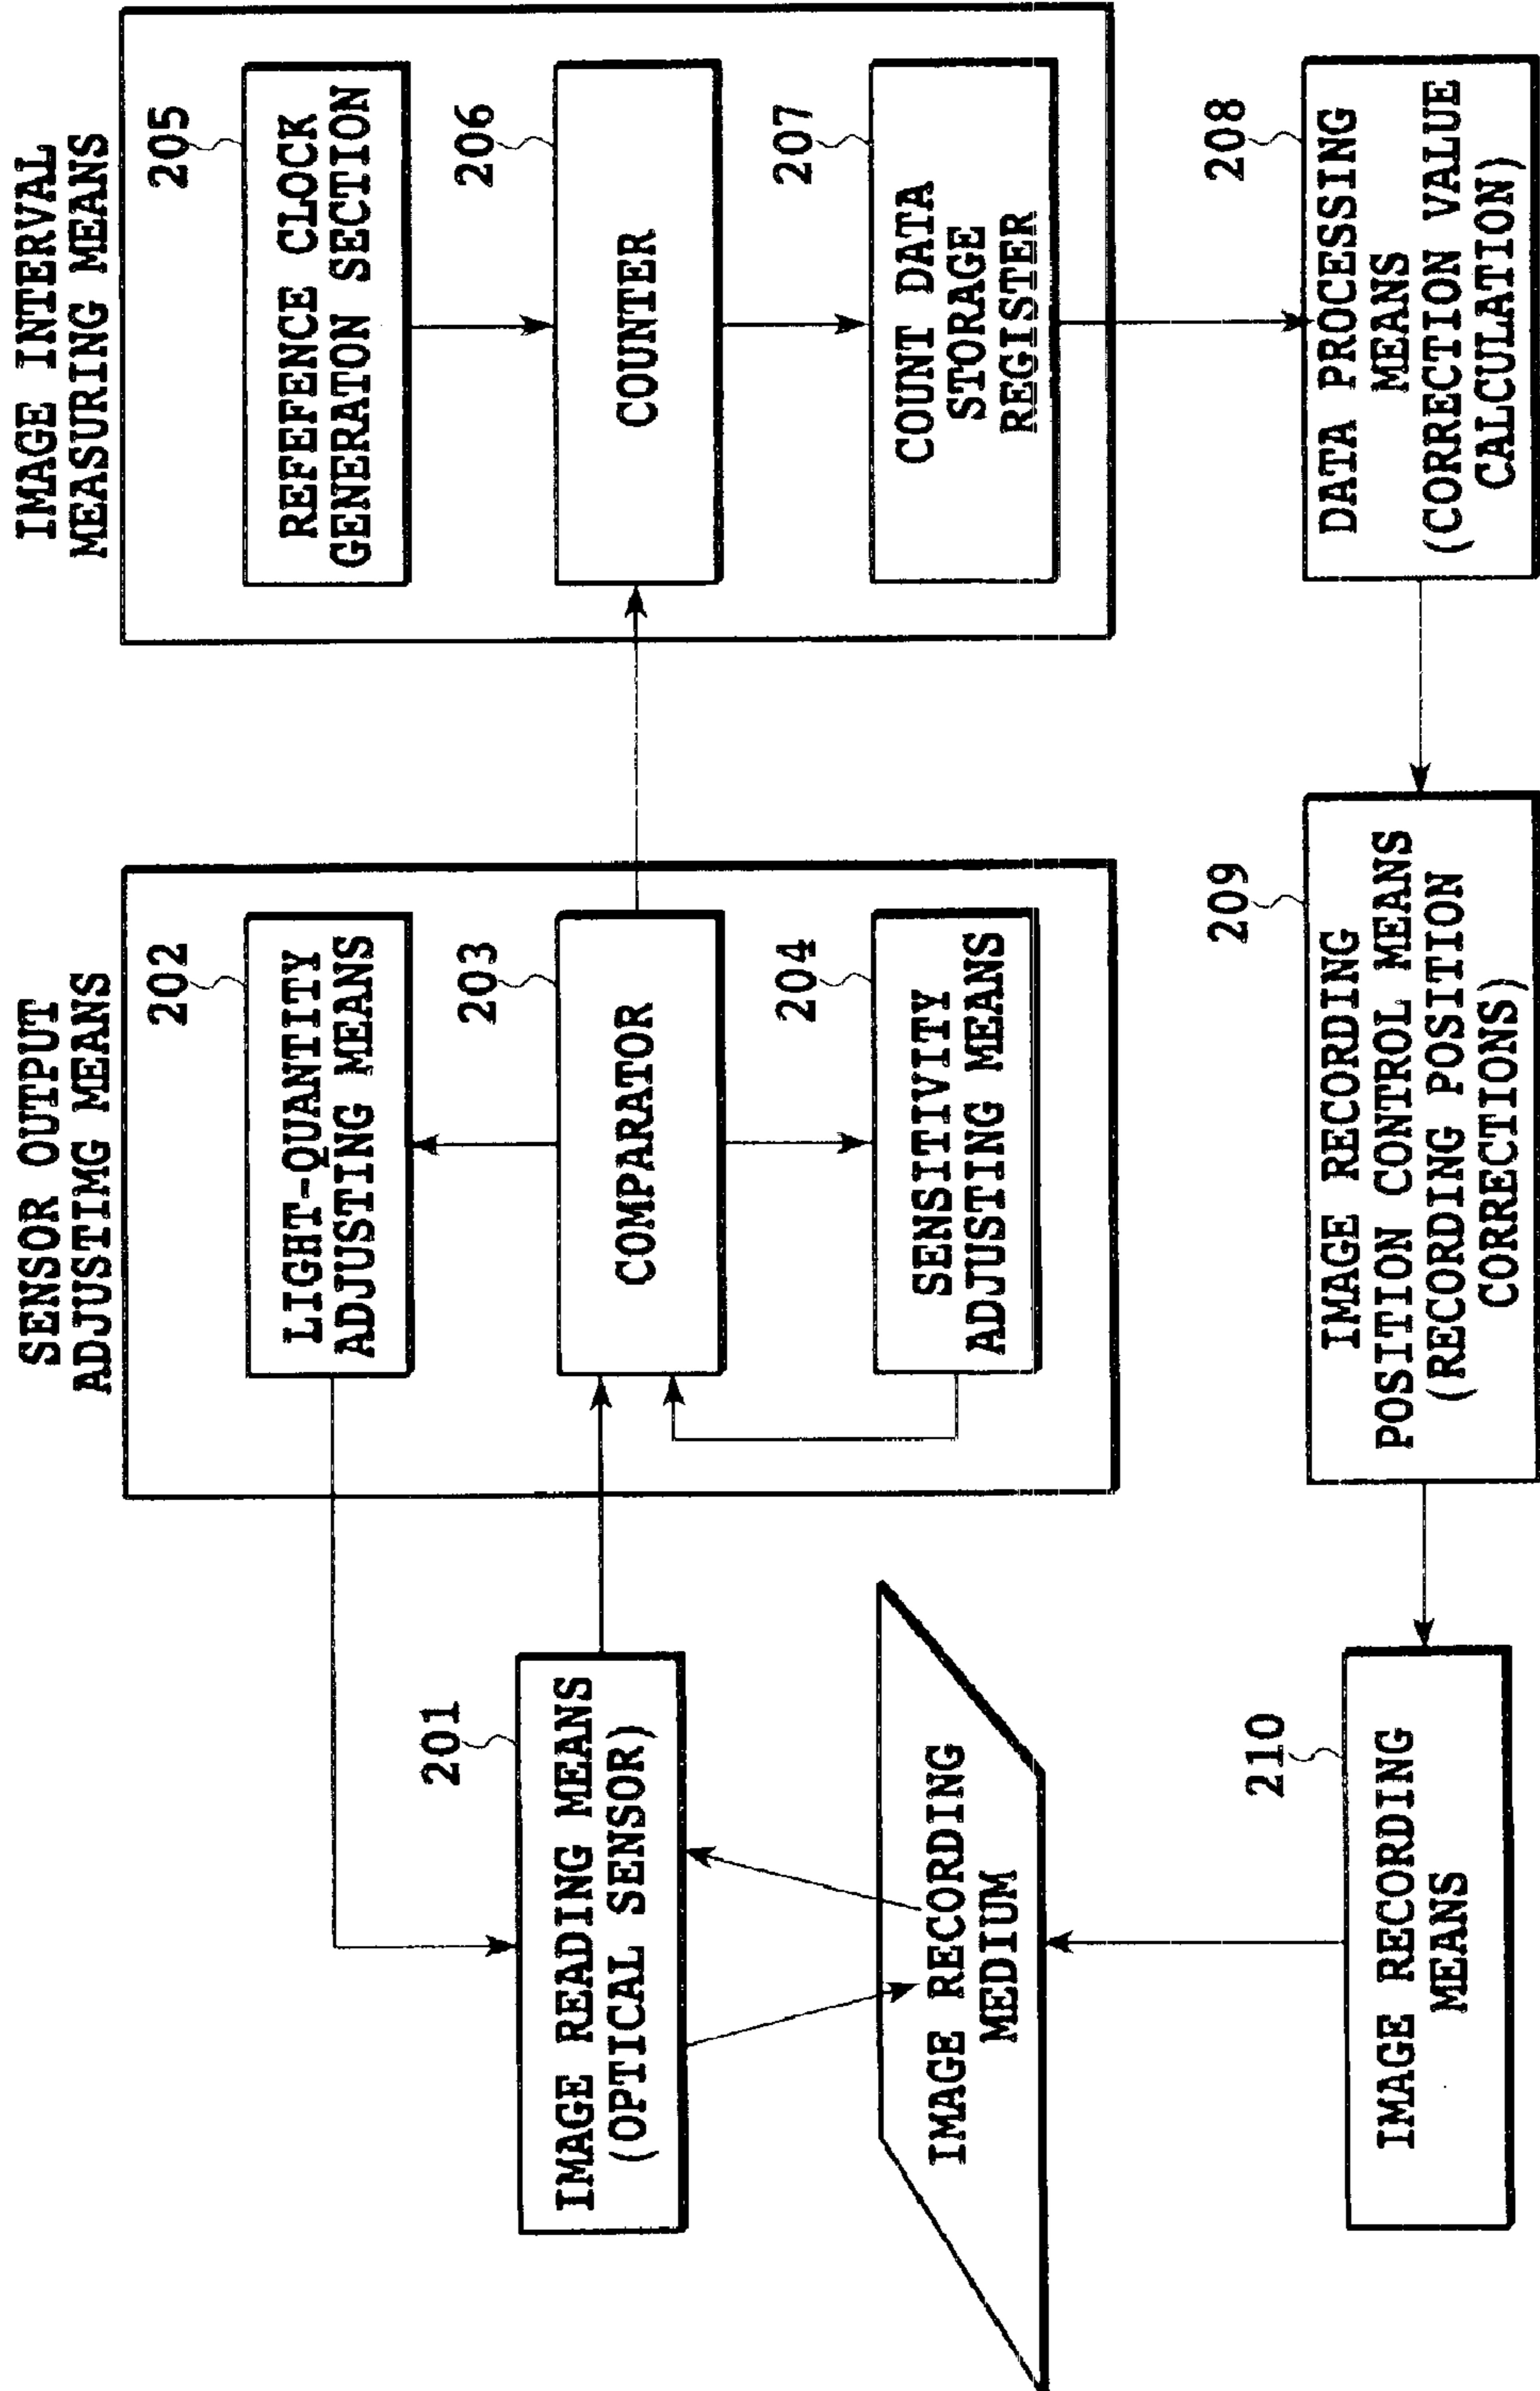 SENSOR OUTPUT
ADJUSTIMG MEANS
IMAGE INTERVAL
MEASURING MEANS
201
IMAGE READING MEANS
(OPTICAL SENSOR)
202
LIGHT-QUANTITY
ADJUSTING MEANS
203
COMPARATOR
204
SENSITIVITY
ADJUSTING MEANS
205
REFEFENCE CLOCK
GENERATON SECTION
206
COUNTER
207
COUNT DATA
STORAGE
REGISTER
IMAGE RECORDING
MEDIUM
210
IMAGE RECORDING
MEANS
209
IMAGE RECORDING
POSITION CONTROL MEANS
(RECORDING POSITION
CORRECTIONS)
208
DATA PROCESSING
MEANS
(CORRECTION VALUE
CALCULATION)